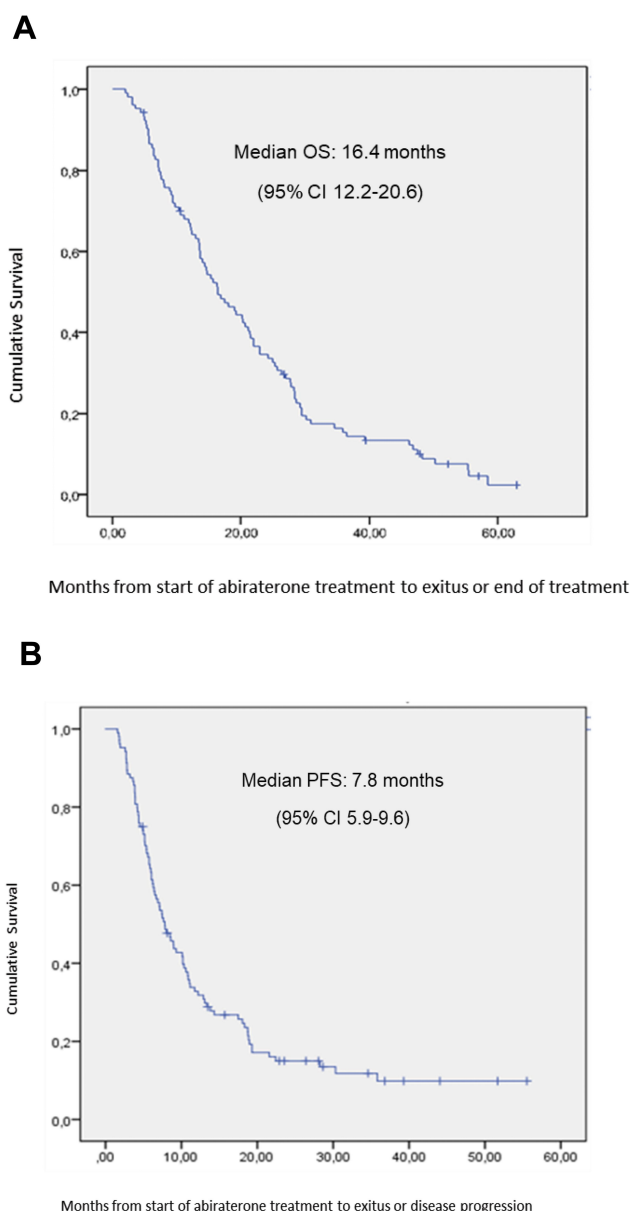 A
1,0
0,8
0,6
0,4
0,2
0,0
Cumulative Survival
Median OS: 16.4 months
(95% CI 12.2-20.6)
0,00 20,00 40,00 60,00
Months from start of abiraterone treatment to exitus or end of treatment
B
1,0
0,8
0,6
0,4
0,2
0,0
Cumulative Survival
Median PFS: 7.8 months
(95% CI 5.9-9.6)
,00 10,00 20,00 30,00 40,00 50,00 60,00
Months from start of abiraterone treatment to exitus or disease progression